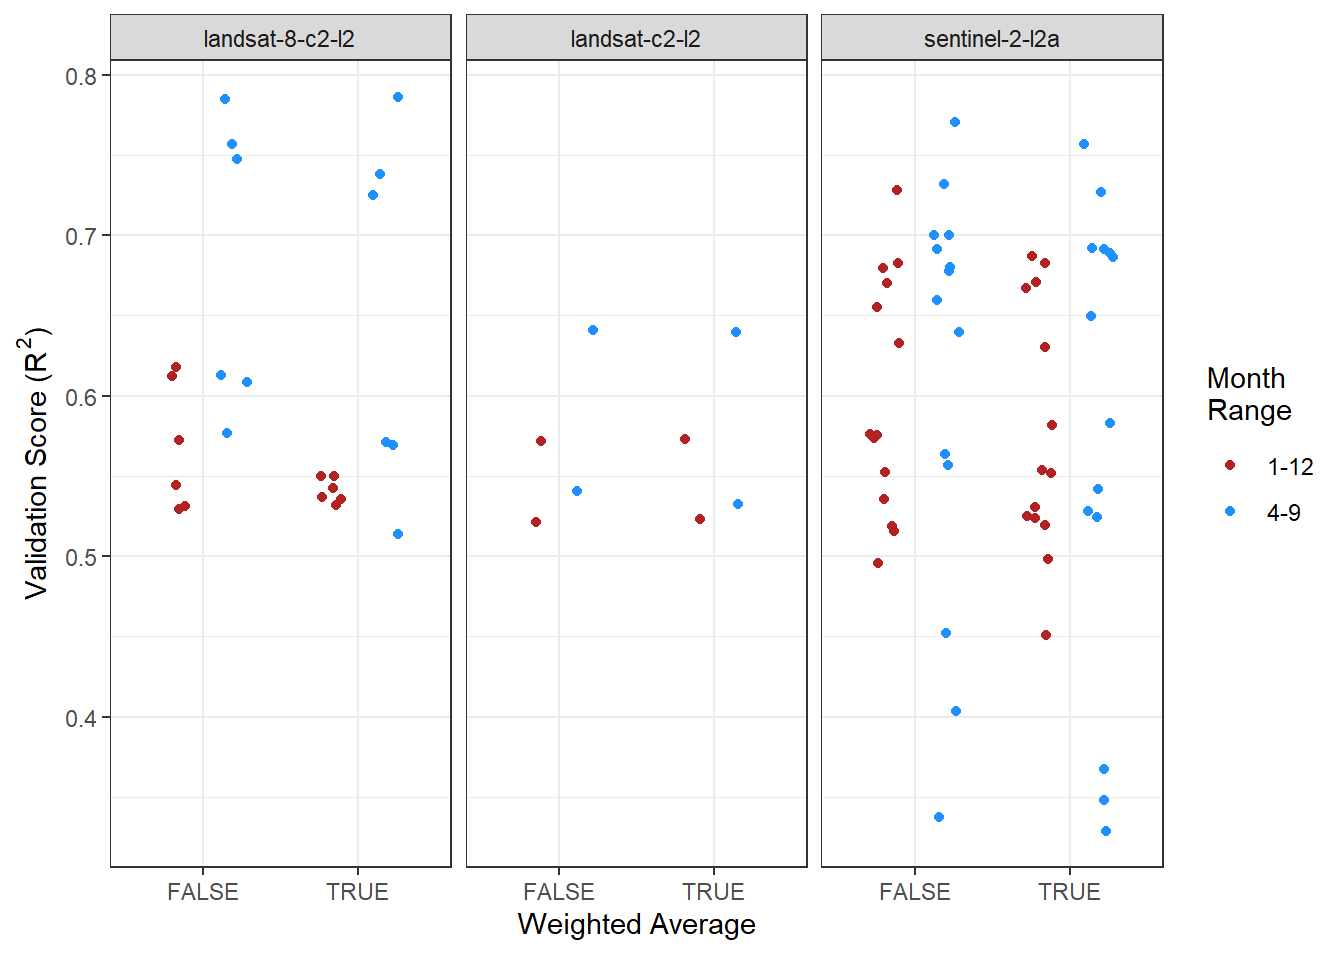 landsat-8-c2-l2
landsat-c2-l2
sentinel-2-l2a
0.8
0.7
0.6
0.5
0.4
Validation Score (R²)
FALSE
TRUE
FALSE
TRUE
FALSE
TRUE
Weighted Average
Month
Range
1-12
4-9